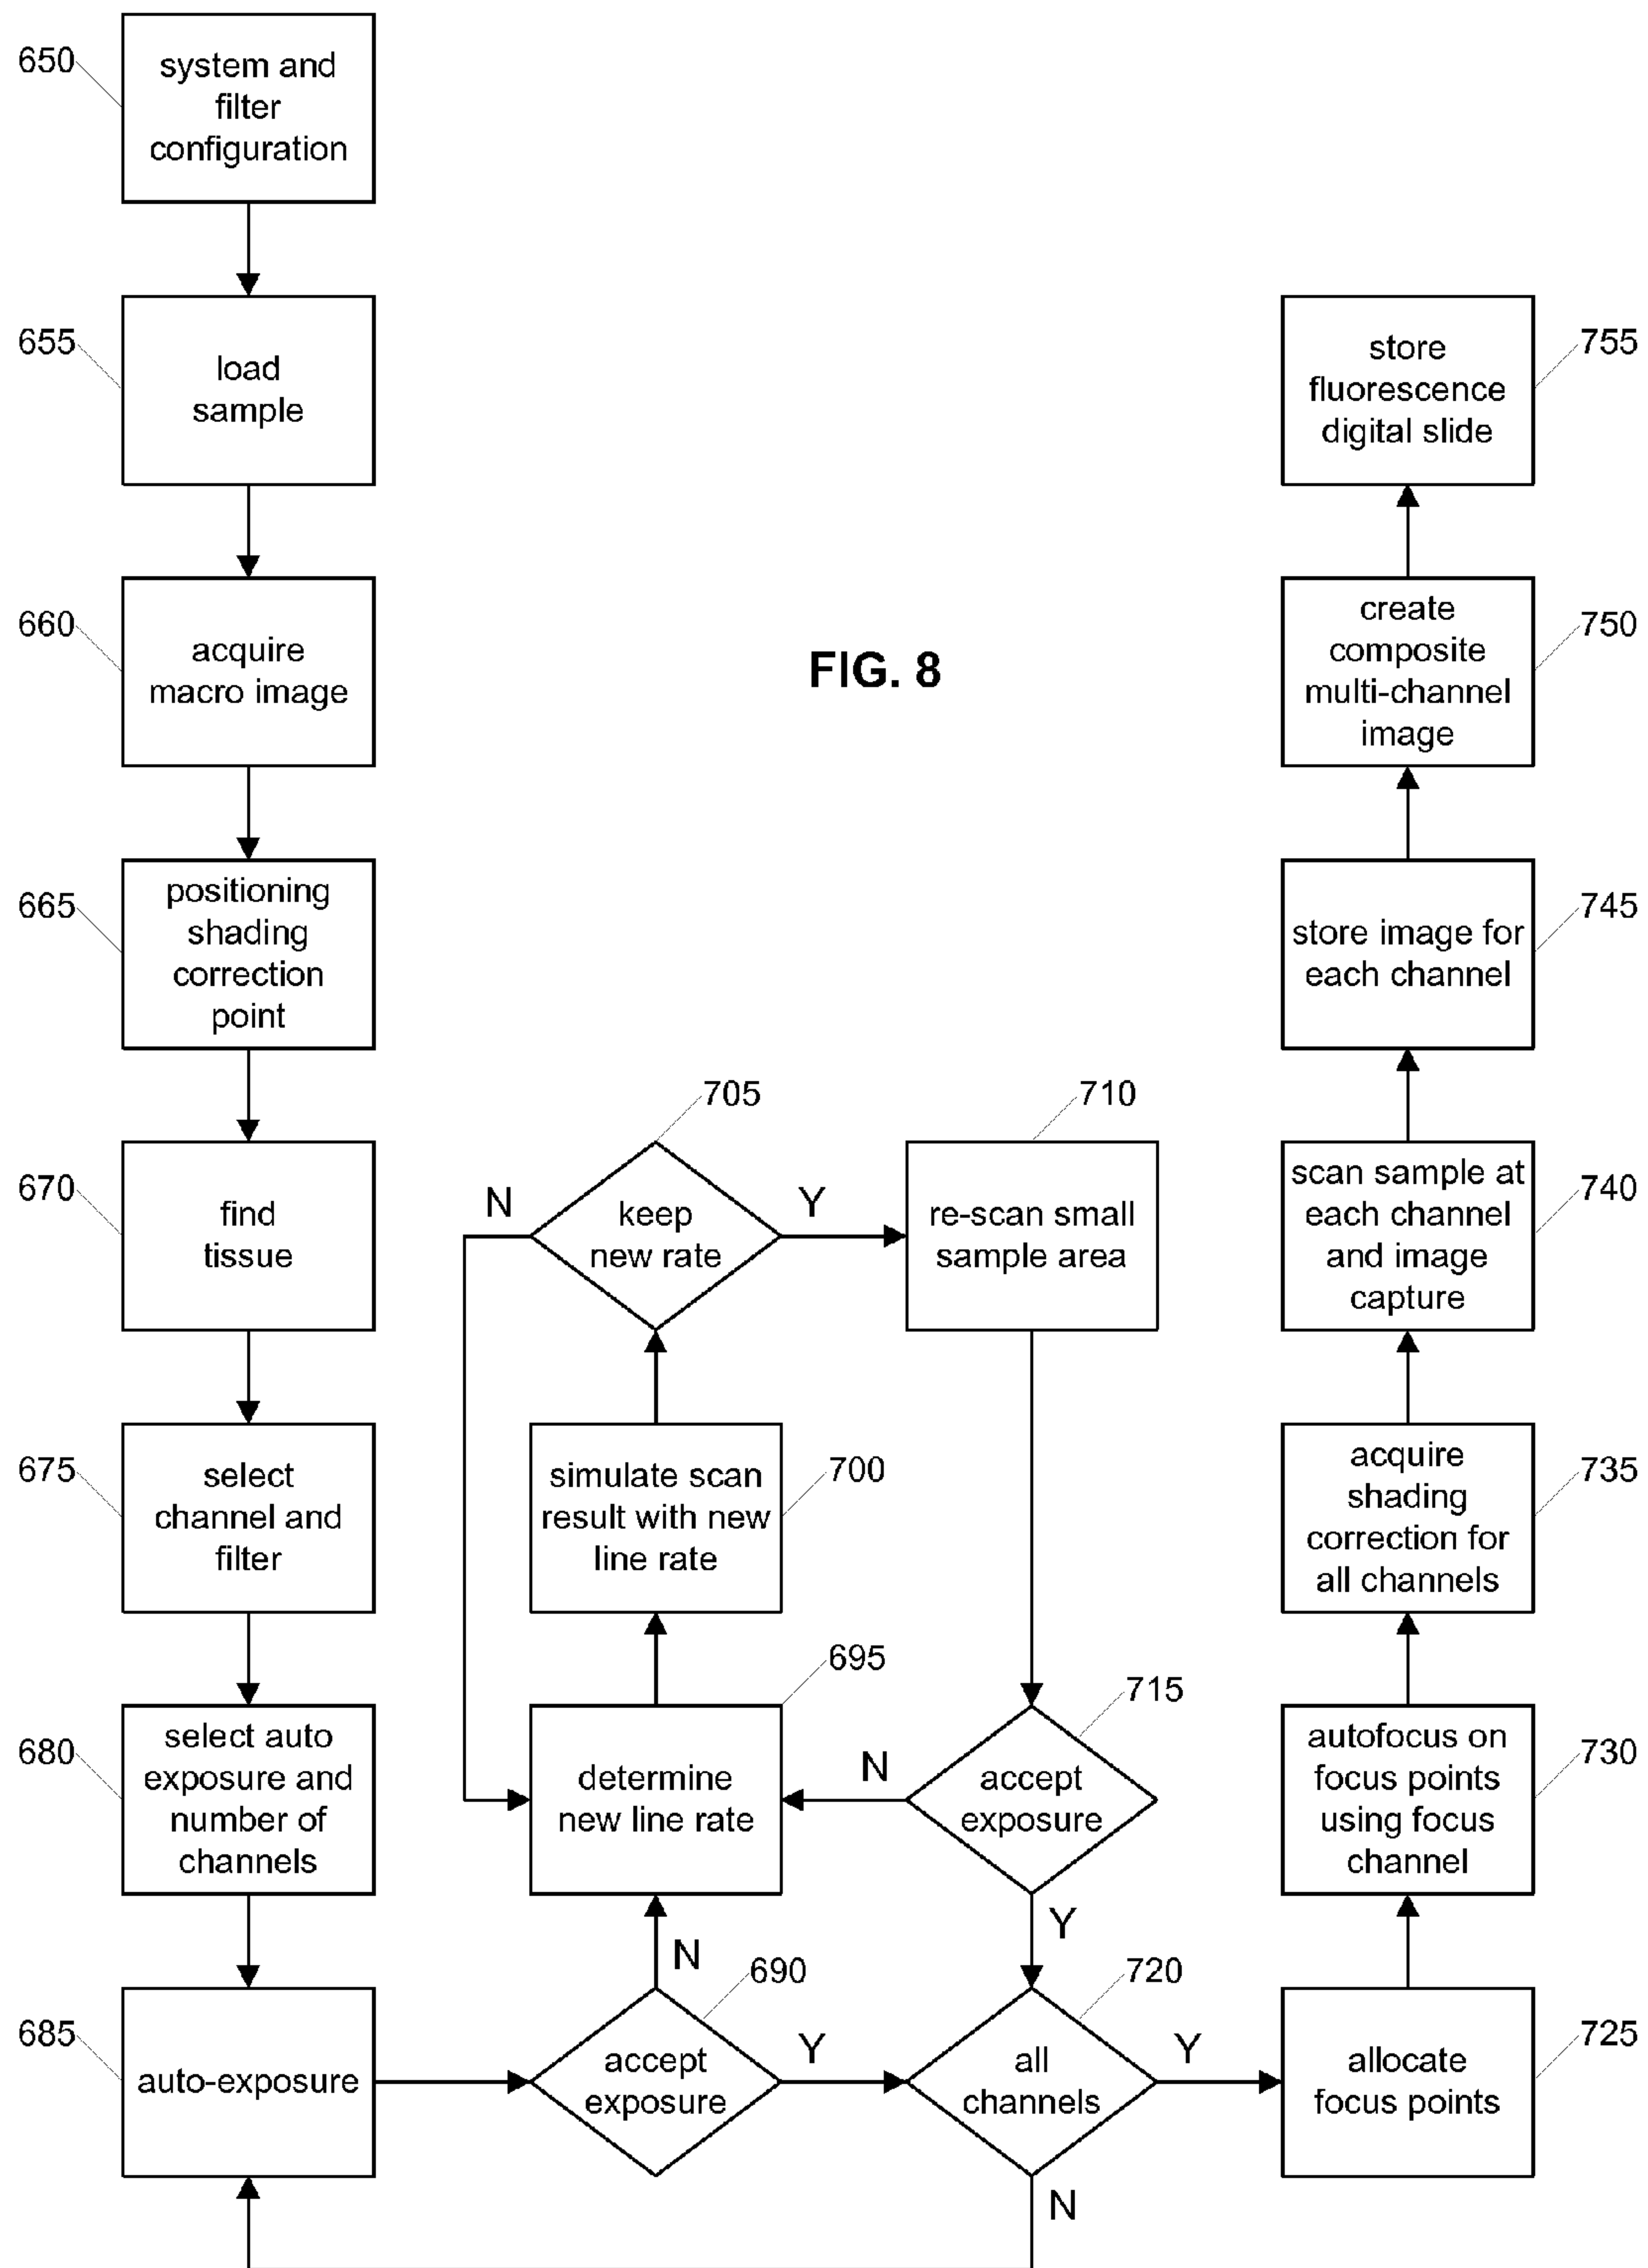 650
system and
filter
configuration
655
load
sample
660
acquire
macro image
665
positioning
shading
correction
point
670
find
tissue
675
select
channel and
filter
680
select auto
exposure and
number of
channels
685
auto-exposure
FIG. 8
705
N
keep
new rate
Y
710
re-scan small
sample area
simulate scan
result with new
line rate
700
695
determine
new line rate
N
715
accept
exposure
Y
N
690
accept
exposure
Y
720
all
channels
Y
N
store
fluorescence
digital slide
755
create
composite
multi-channel
image
750
store image for
each channel
745
scan sample at
each channel
and image
capture
740
acquire
shading
correction for
all channels
735
autofocus on
focus points
using focus
channel
730
allocate
focus points
725